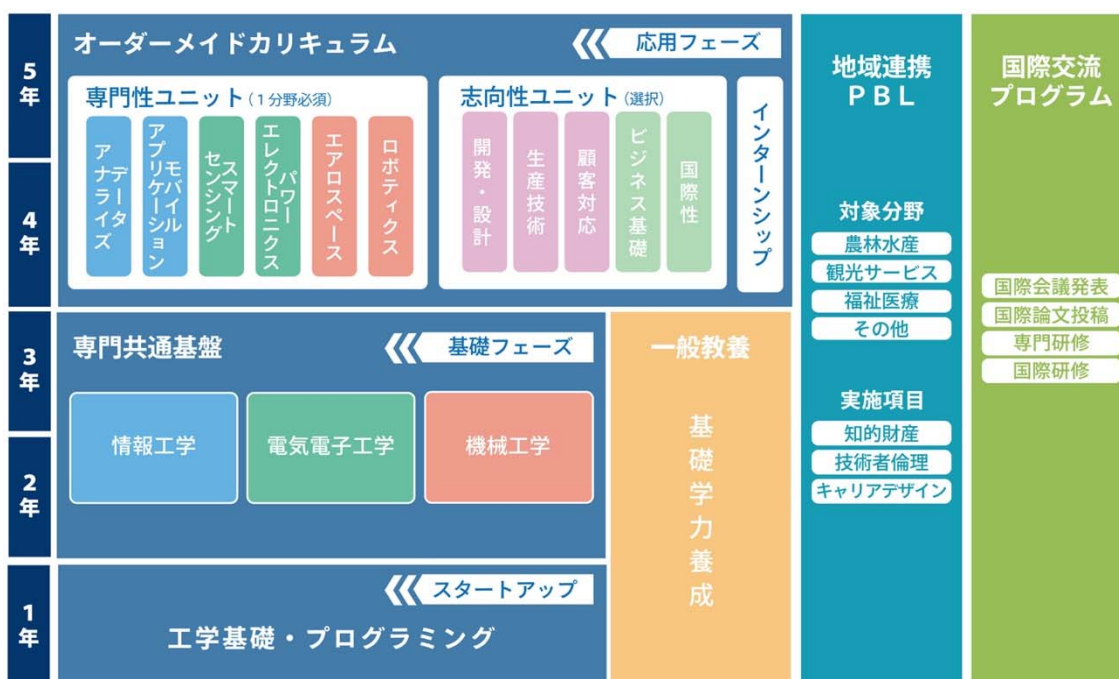 5年
4年
3年
2年
1年
オーダーメイドカリキュラム
応用フェーズ
専門性ユニット(1分野必須)
データ
アナライズ
モバイル
アプリケーション
スマート
センシング
パワー
エレクトロニクス
エアロスペース
ロボティクス
志向性ユニット(選択)
開発・設計
生産技術
顧客対応
ビジネス基礎
国際性
インターンシップ
専門共通基盤
基礎フェーズ
情報工学
電気電子工学
機械工学
スタートアップ
工学基礎・プログラミング
一般教養
基礎学力養成
地域連携
PBL
対象分野
農林水産
観光サービス
福祉医療
その他
実施項目
知的財産
技術者倫理
キャリアデザイン
国際交流
プログラム
国際会議発表
国際論文投稿
専門研修
国際研修